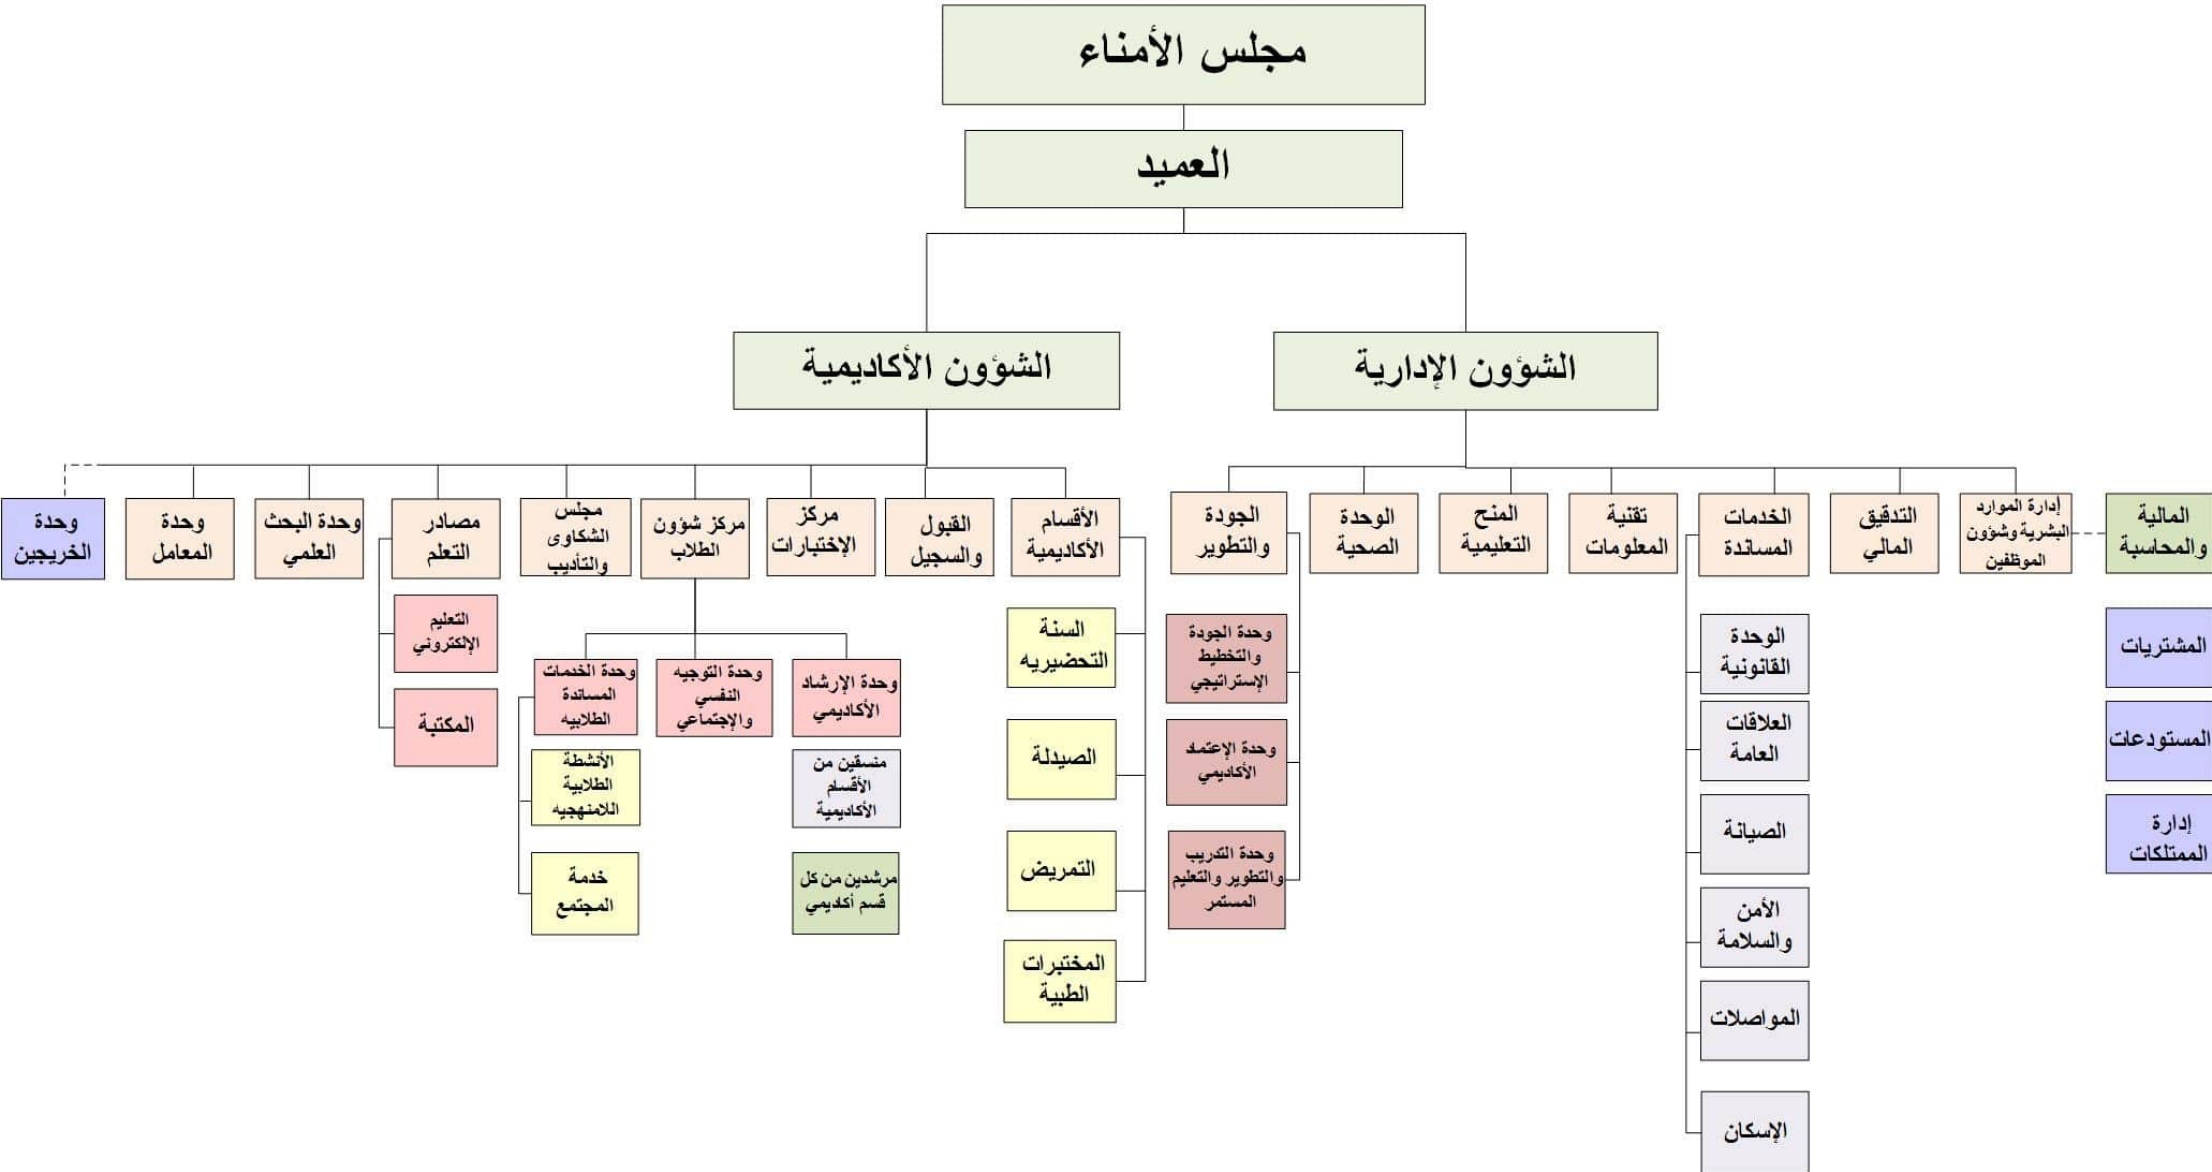 مجلس الأمناء
العميد
الشؤون الإدارية
الشؤون الأكاديمية
المالية
والمحاسبة
أدارة الموارد
البشرية وشؤون
الموظفين
التدقيق
المالي
الخدمات
المساندة
تقنية
المعلومات
المنح
التعليمية
الوحدة
الصحية
الجودة
والتطوير
الأقسام
الأكاديمية
القبول
والسجيل
مركز
الإختبارات
مركز شؤون
الطلاب
مجلس
الشكاوى
والتأديب
مصادر
التعلم
وحدة البحث
العلمي
وحدة
المعامل
وحدة
الخريجين
المشتريات
المستودعات
إدارة
الممتلكات
الوحدة
القانونية
العلاقات
العامة
الصيانة
الأمن
والسلامة
المواصلات
الإسكان
وحدة الجودة
والتخطيط
الإستراتيجي
وحدة الإعتماد
الأكاديمي
وحدة التدريب
والتطوير والتعليم
المستمر
السنة
التحضيريه
الصيدلة
التمريض
المختبرات
الطبية
وحدة الإرشاد
الأكاديمي
منسقين من
الأقسام
الأكاديمية
مرشدين من كل
قسم أكاديمي
وحدة التوجيه
النفسي
والإجتماعي
وحدة الخدمات
المساندة
الطلابيه
الأنشطة
الطلابية
اللامنهجيه
خدمة
المجتمع
التعليم
الإلكتروني
المكتبة